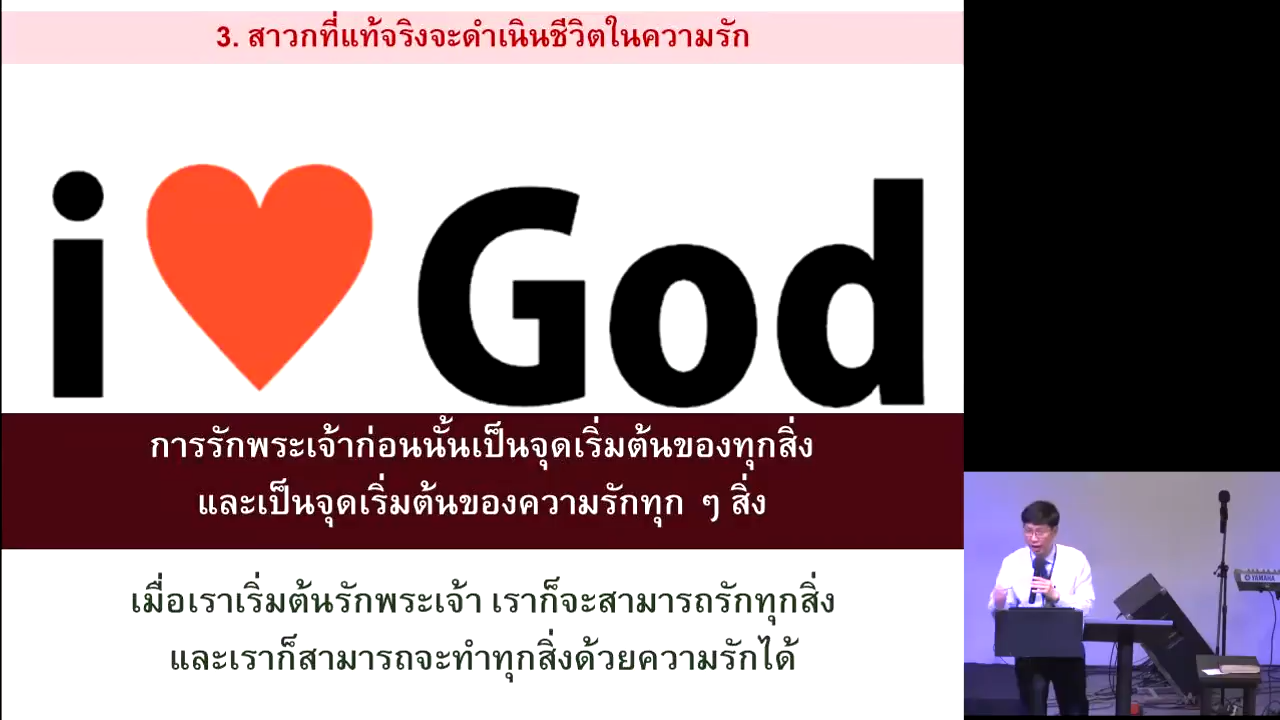 3. สาวกที่แท้จริงจะดำเนินชีวิตในความรัก
i God
การรักพระเจ้าก่อนนั้นเป็นจุดเริ่มต้นของทุกสิ่ง
และเป็นจุดเริ่มต้นของความรักทุก ๆ สิ่ง
เมื่อเราเริ่มต้นรักพระเจ้า เราก็จะสามารถรักทุกสิ่ง
และเราก็สามารถจะทำทุกสิ่งด้วยความรักได้
YAMAHA